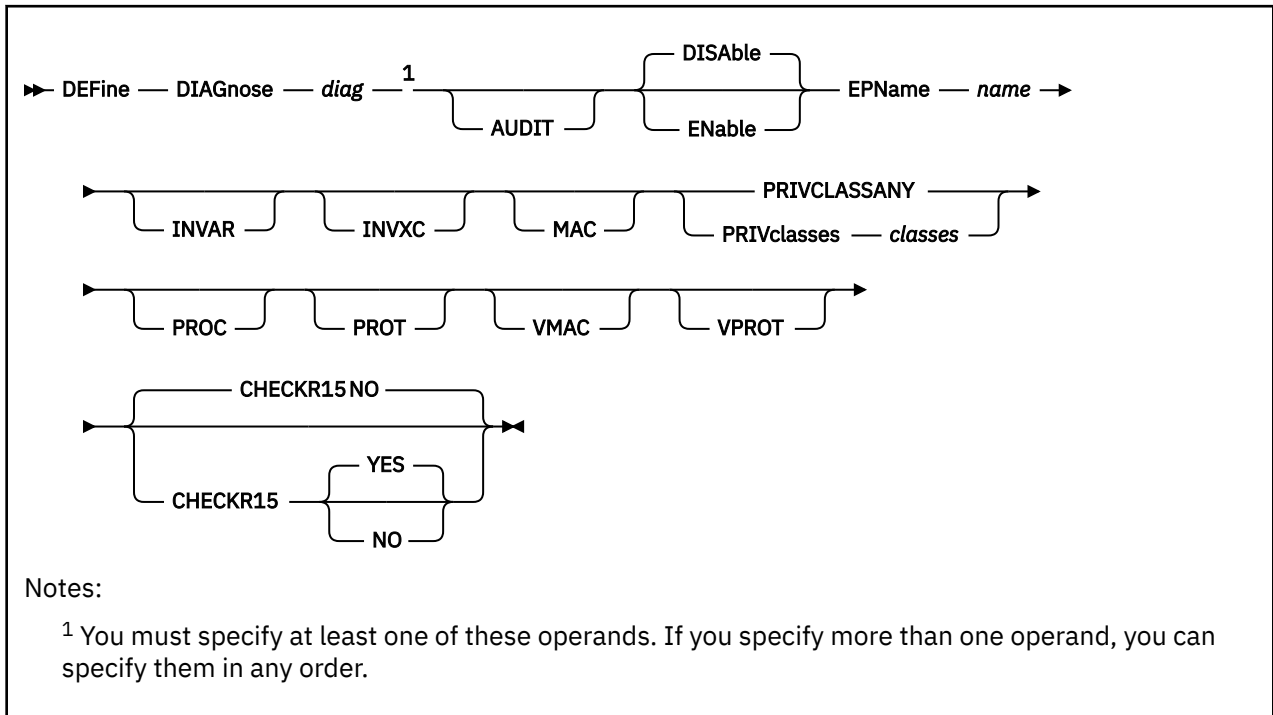 DISAble
DEFine DIAGnose diag 1 EPName name
AUDIT ENable
PRIVCLASSANY
INVAR INVXC MAC PRIVclasses classes
PROC PROT VMAC VPROT
CHECKR15 NO
YES
CHECKR15
NO
Notes:
1 You must specify at least one of these operands. If you specify more than one operand, you can
specify them in any order.